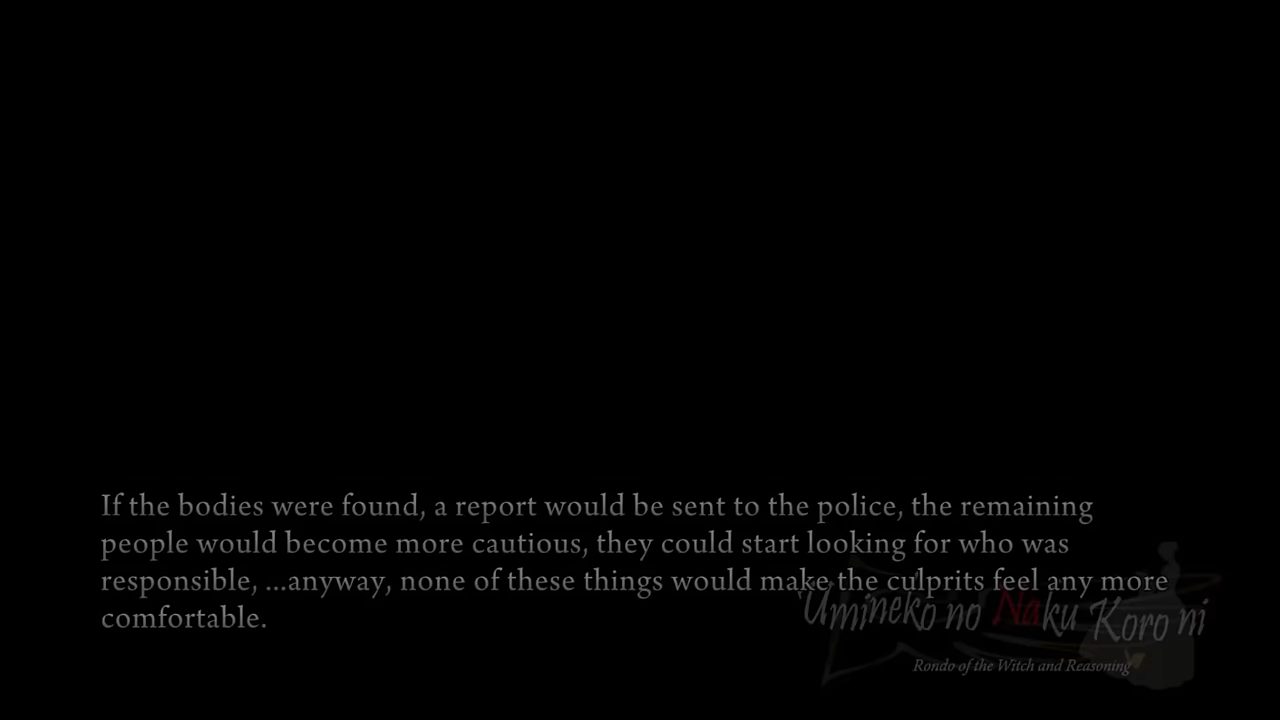 If the bodies were found, a report would be sent to the police, the remaining
people would become more cautious, they could start looking for who was
responsible, ...anyway, none of these things would make the culprits feel any more
comfortable.
Umineko no Naku Koro ni
Rondo of the Witch and Reasoning